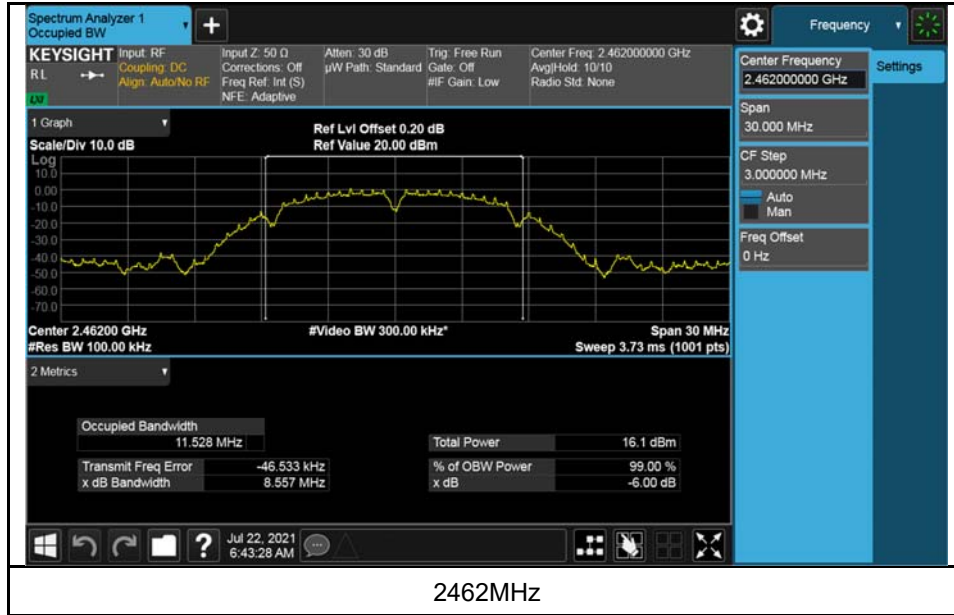 Spectrum Analyzer 1
Occupied BW
+
Frequency
KEYSIGHT
RL
LXI
Input: RF
Coupling: DC
Align: Auto/No RF
Input Z: 50 Ω
Corrections: Off
Freq Ref: Int (S)
NFE: Adaptive
Atten: 30 dB
µW Path: Standard
Trig: Free Run
Gate: Off
#IF Gain: Low
Center Freq: 2.462000000 GHz
Avg|Hold: 10/10
Radio Std: None
Center Frequency
2.462000000 GHz
Settings
Span
30.000 MHz
CF Step
3.000000 MHz
Auto
Man
Freq Offset
0 Hz
1 Graph
Scale/Div 10.0 dB
Ref Lvl Offset 0.20 dB
Ref Value 20.00 dBm
Log
10.0
0.00
-10.0
-20.0
-30.0
-40.0
-50.0
-60.0
-70.0
Center 2.46200 GHz
#Video BW 300.00 kHz*
Span 30 MHz
#Res BW 100.00 kHz
Sweep 3.73 ms (1001 pts)
2 Metrics
Occupied Bandwidth
11.528 MHz
Total Power 16.1 dBm
Transmit Freq Error -46.533 kHz
% of OBW Power 99.00 %
x dB Bandwidth 8.557 MHz
x dB -6.00 dB
?
Jul 22, 2021
6:43:28 AM
2462MHz